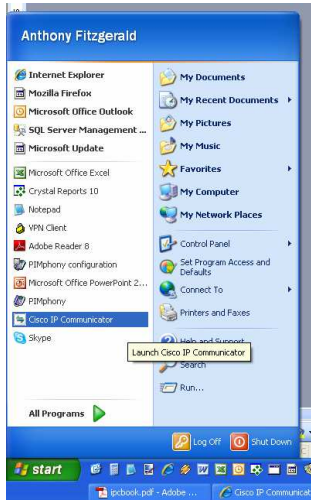 Anthony Fitzgerald
Internet Explorer
Mozilla Firefox
Microsoft Office Outlook
SQL Server Management ...
Microsoft Update
Microsoft Office Excel
Crystal Reports 10
Notepad
VPN Client
Adobe Reader 8
PIMphony configuration
Microsoft Office PowerPoint 2...
PIMphony
Cisco IP Communicator
Skype
All Programs
My Documents
My Recent Documents
My Pictures
My Music
Favorites
My Computer
My Network Places
Control Panel
Set Program Access and
Defaults
Connect To
Printers and Faxes
Help and Support
Launch Cisco IP Communicator
Search
Run...
Log Off
Shut Down
start
ipcbook.pdf - Adobe ...
Cisco IP Communicat